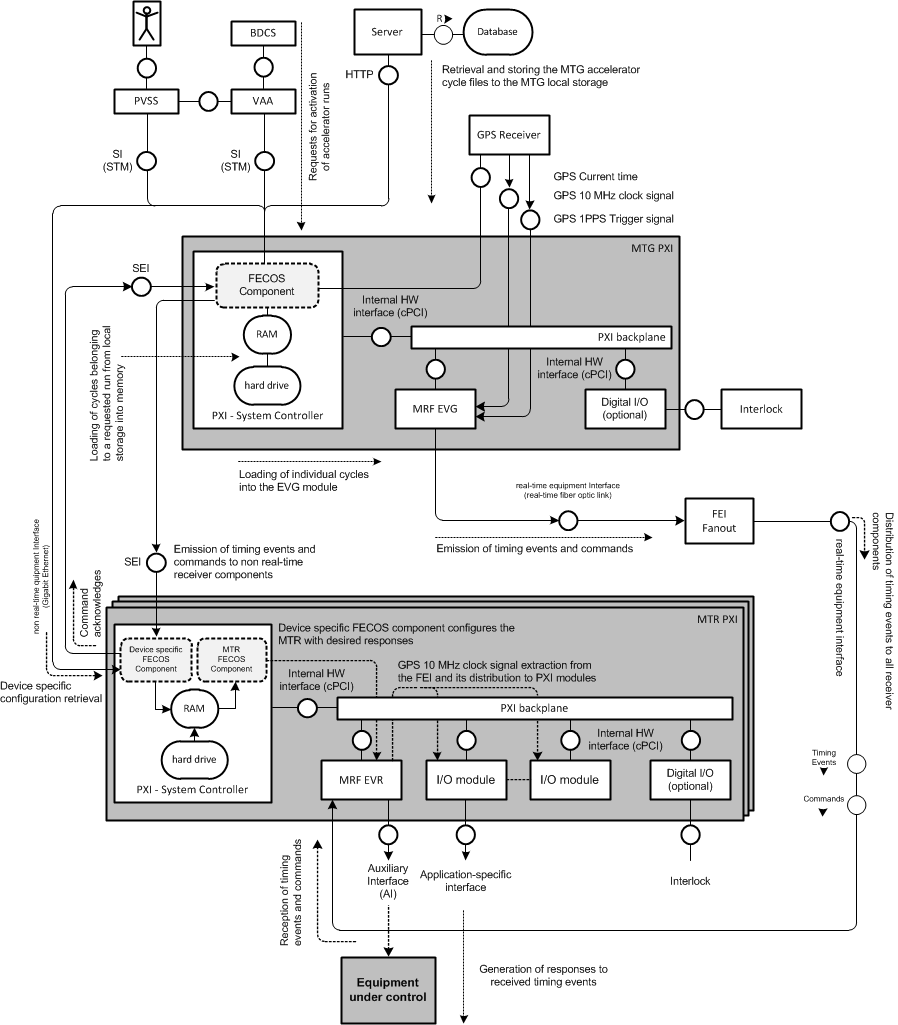 BDCS
Server
R
Database
HTTP
PVSS
VAA
Requests for activation
of accelerator runs
Retrieval and storing the MTG accelerator
cycle files to the MTG local storage
GPS Receiver
SI
(STM)
SI
(STM)
GPS Current time
GPS 10 MHz clock signal
GPS 1PPS Trigger signal
MTG PXI
SEI
FECOS
Component
Internal HW
interface (cPCI)
RAM
PXI backplane
Internal HW
interface (cPCI)
hard drive
MRF EVG
Digital I/O
(optional)
Interlock
PXI - System Controller
Loading of cycles belonging
to a requested run from local
storage into memory
Loading of individual cycles
into the EVG module
real-time equipment Interface
(real-time fiber optic link)
FEI
Fanout
Emission of timing events and commands
Distribution of timing events to all receiver
components
real-time equipment interface
SEI
Emission of timing events and
commands to non real-time
receiver components
non real-time quipment Interface
(Gigabit Ethernet)
Command
acknowledges
Device specific
configuration retrieval
MTR PXI
Device specific FECOS component configures the
MTR with desired responses
Device specific
FECOS
Component
MTR
FECOS
Component
GPS 10 MHz clock signal extraction from
the FEI and its distribution to PXI modules
Internal HW
interface (cPCI)
RAM
PXI backplane
Internal HW
interface (cPCI)
hard drive
MRF EVR
I/O module
I/O module
Digital I/O
(optional)
PXI - System Controller
Timing
Events
Commands
Reception of timing
events and commands
Auxiliary
Interface
(AI)
Application-specific
interface
Interlock
Equipment
under control
Generation of responses to
received timing events